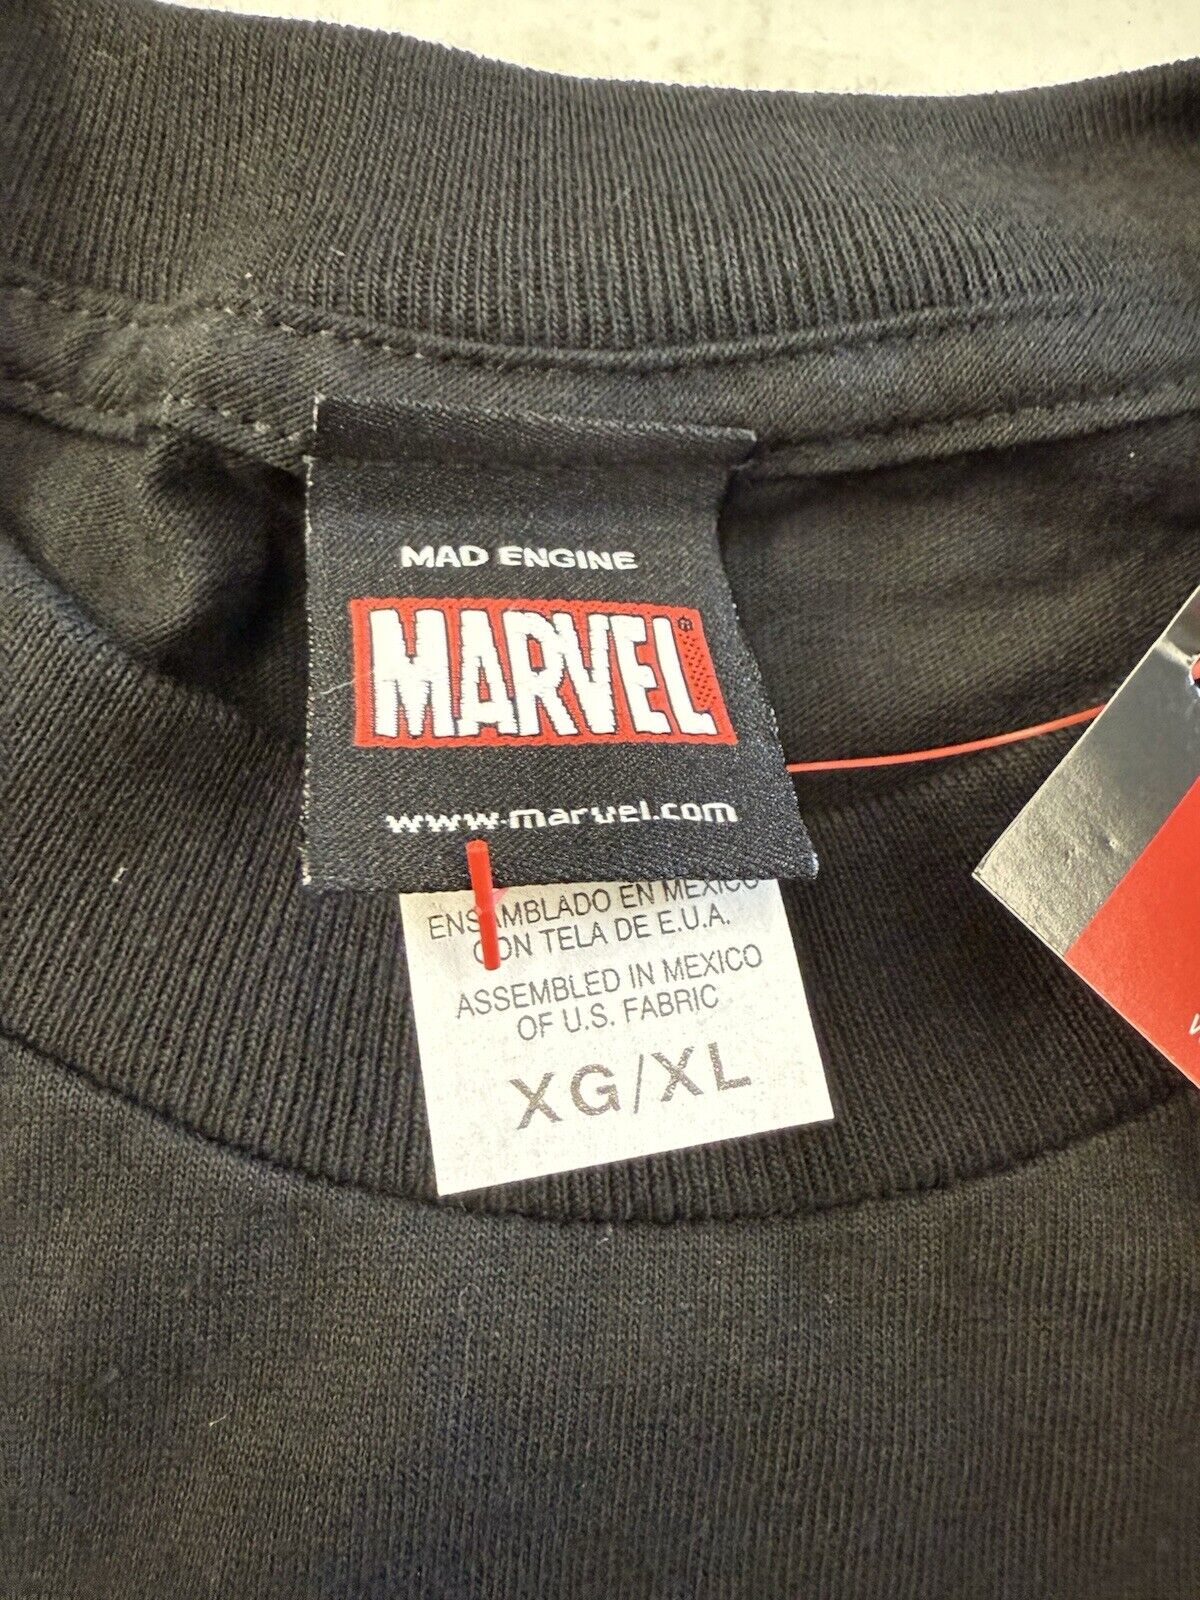 MAD ENGINE
MARVEL®
www.marvel.com
ENSAMBLADO EN MEXICO
CON TELA DE E.U.A.
ASSEMBLED IN MEXICO
OF U.S. FABRIC
XG/XL